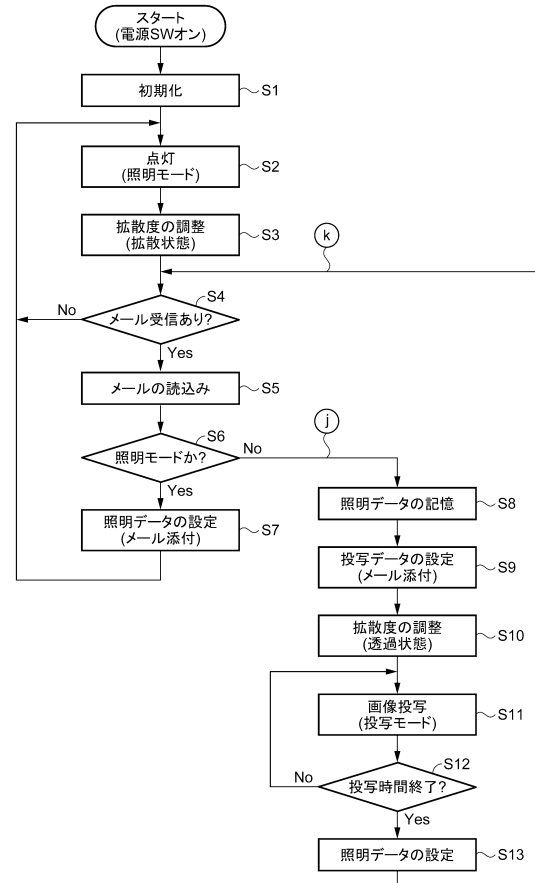 スタート
(電源SWオン)
初期化
S1
点灯
(照明モード)
S2
拡散度の調整
(拡散状態)
S3
k
S4
メール受信あり?
No
Yes
メールの読込み
S5
S6
照明モードか?
No
j
Yes
照明データの設定
(メール添付)
S7
照明データの記憶
S8
投写データの設定
(メール添付)
S9
拡散度の調整
(透過状態)
S10
画像投写
(投写モード)
S11
S12
投写時間終了?
No
Yes
照明データの設定
S13